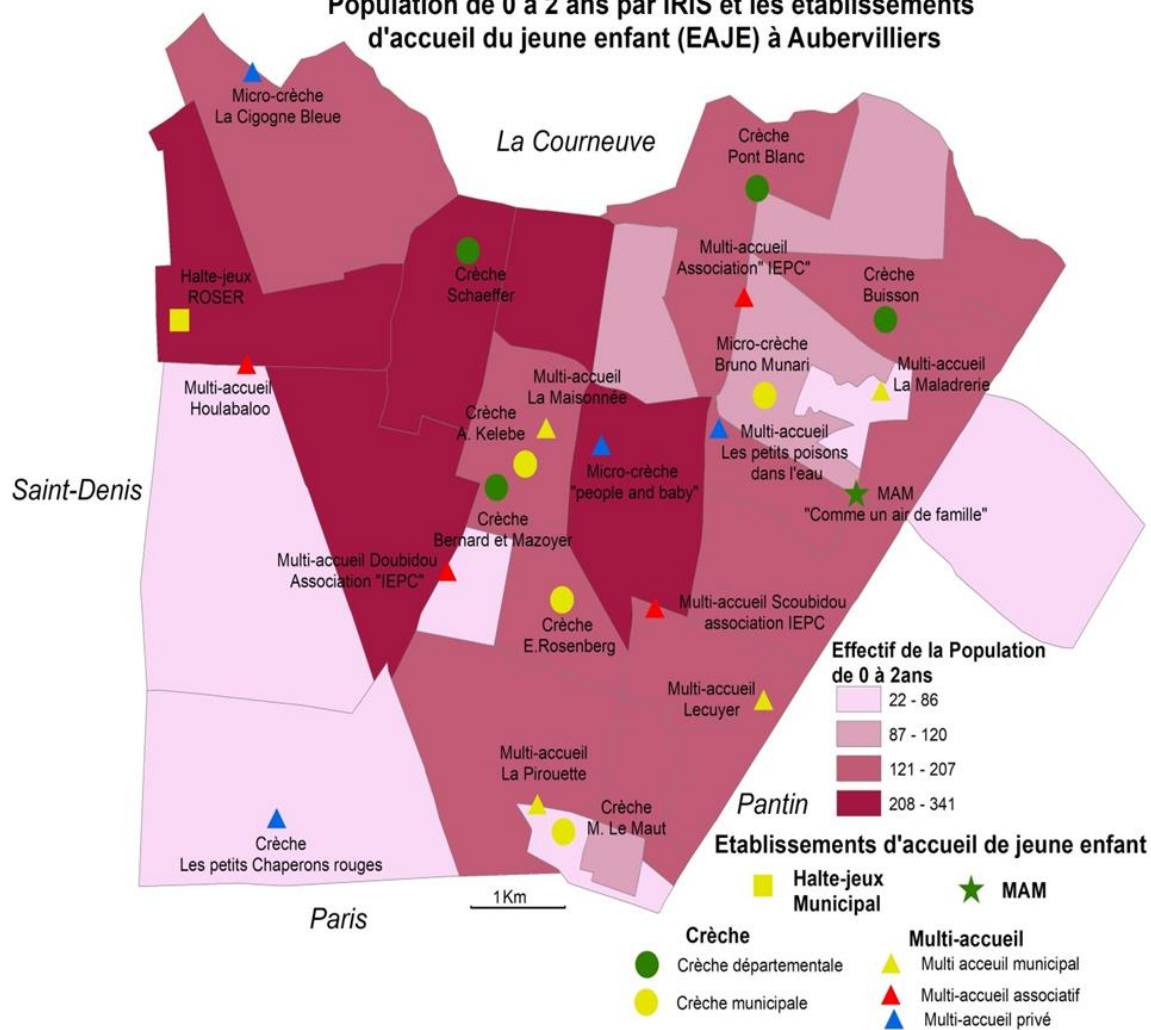 Population de 0 à 2 ans par IRIS et les établissements
d'accueil du jeune enfant (EAJE) à Aubervilliers
Micro-crèche
La Cigogne Bleue
La Courneuve
Crèche
Pont Blanc
Multi-accueil
Association" IEPC"
Crèche
Schaeffer
Crèche
Buisson
Halte-jeux
ROSER
Micro-crèche
Bruno Munari
Multi-accueil
La Maladrerie
Multi-accueil
Houlabaloo
Multi-accueil
La Maisonnée
Crèche
A. Kelebe
Multi-accueil
Les petits poisons
dans l'eau
Micro-crèche
"people and baby"
Saint-Denis
MAM
"Comme un air de famille"
Crèche
Bernard et Mazoyer
Multi-accueil Doubidou
Association "IEPC"
Multi-accueil Scoubidou
association IEPC
Crèche
E.Rosenberg
Multi-accueil
Lecuyer
Multi-accueil
La Pirouette
Crèche
M. Le Maut
Pantin
Crèche
Les petits Chaperons rouges
Paris
1Km
Effectif de la Population
de 0 à 2ans
22 - 86
87 - 120
121 - 207
208 - 341
Etablissements d'accueil de jeune enfant
Halte-jeux
Municipal
MAM
Crèche
Crèche départementale
Crèche municipale
Multi-accueil
Multi acceuil municipal
Multi-accueil associatif
Multi-accueil privé